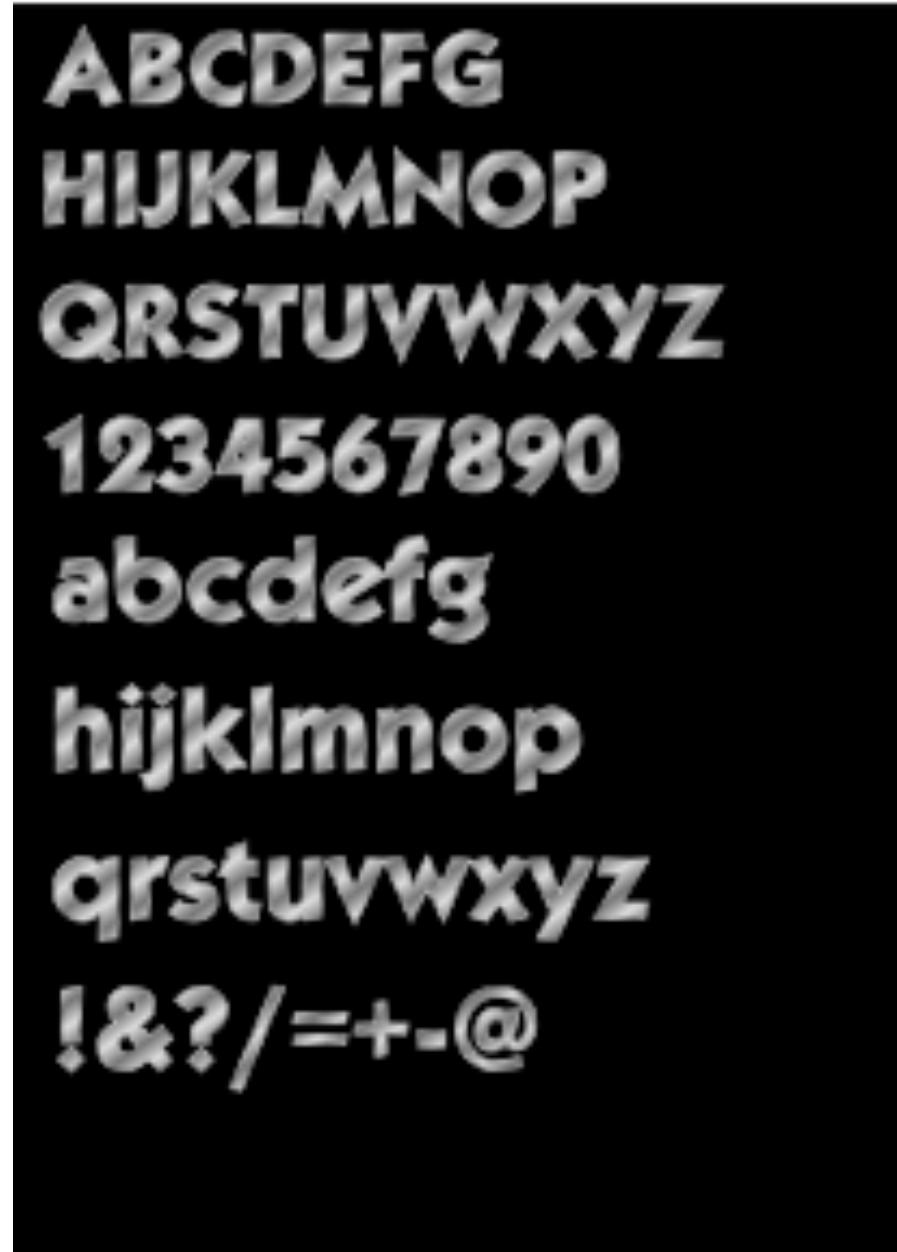 ABCDEFG
HIJKLMNOP
QRSTUVWXYZ
1234567890
abcdefg
hijklmnop
qrstuvwxyz
!&?/=+-@